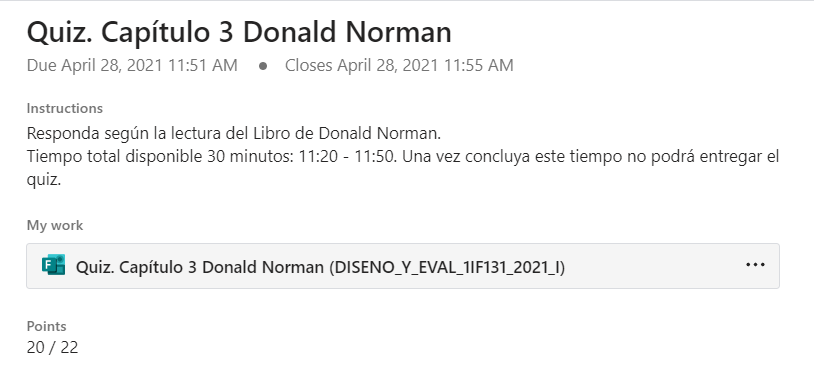 Quiz. Capítulo 3 Donald Norman
Due April 28, 2021 11:51 AM • Closes April 28, 2021 11:55 AM
Instructions
Responda según la lectura del Libro de Donald Norman.
Tiempo total disponible 30 minutos: 11:20 - 11:50. Una vez concluya este tiempo no podrá entregar el
quiz.
My work
F Quiz. Capítulo 3 Donald Norman (DISENO_Y_EVAL_1IF131_2021_I) ...
Points
20 / 22